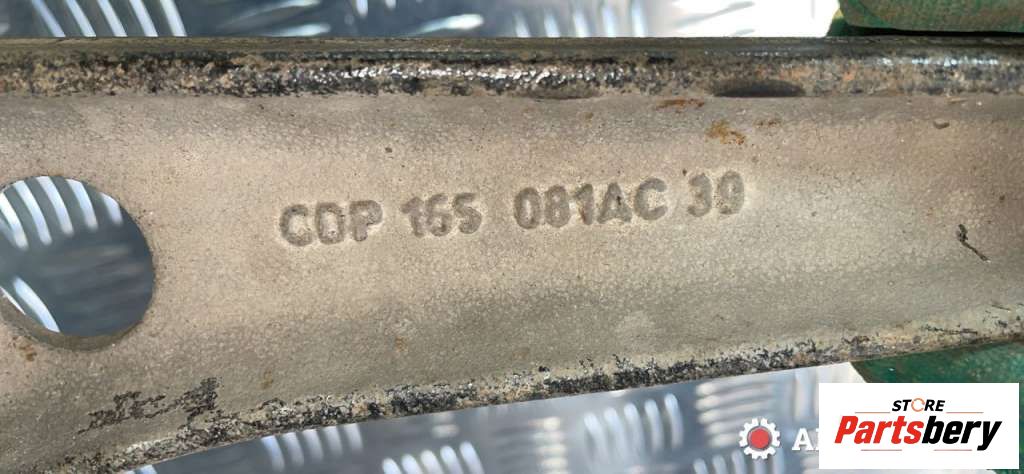 CDP 165 081AC 39
STORE
Partsbery